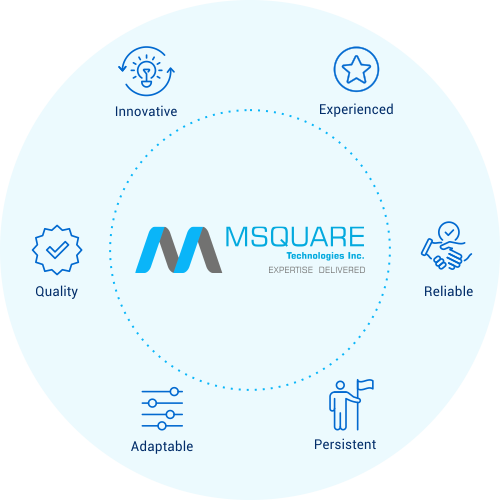 Innovative
Experienced
MSQUARE
Technologies Inc.
EXPERTISE DELIVERED
Quality
Reliable
Adaptable
Persistent